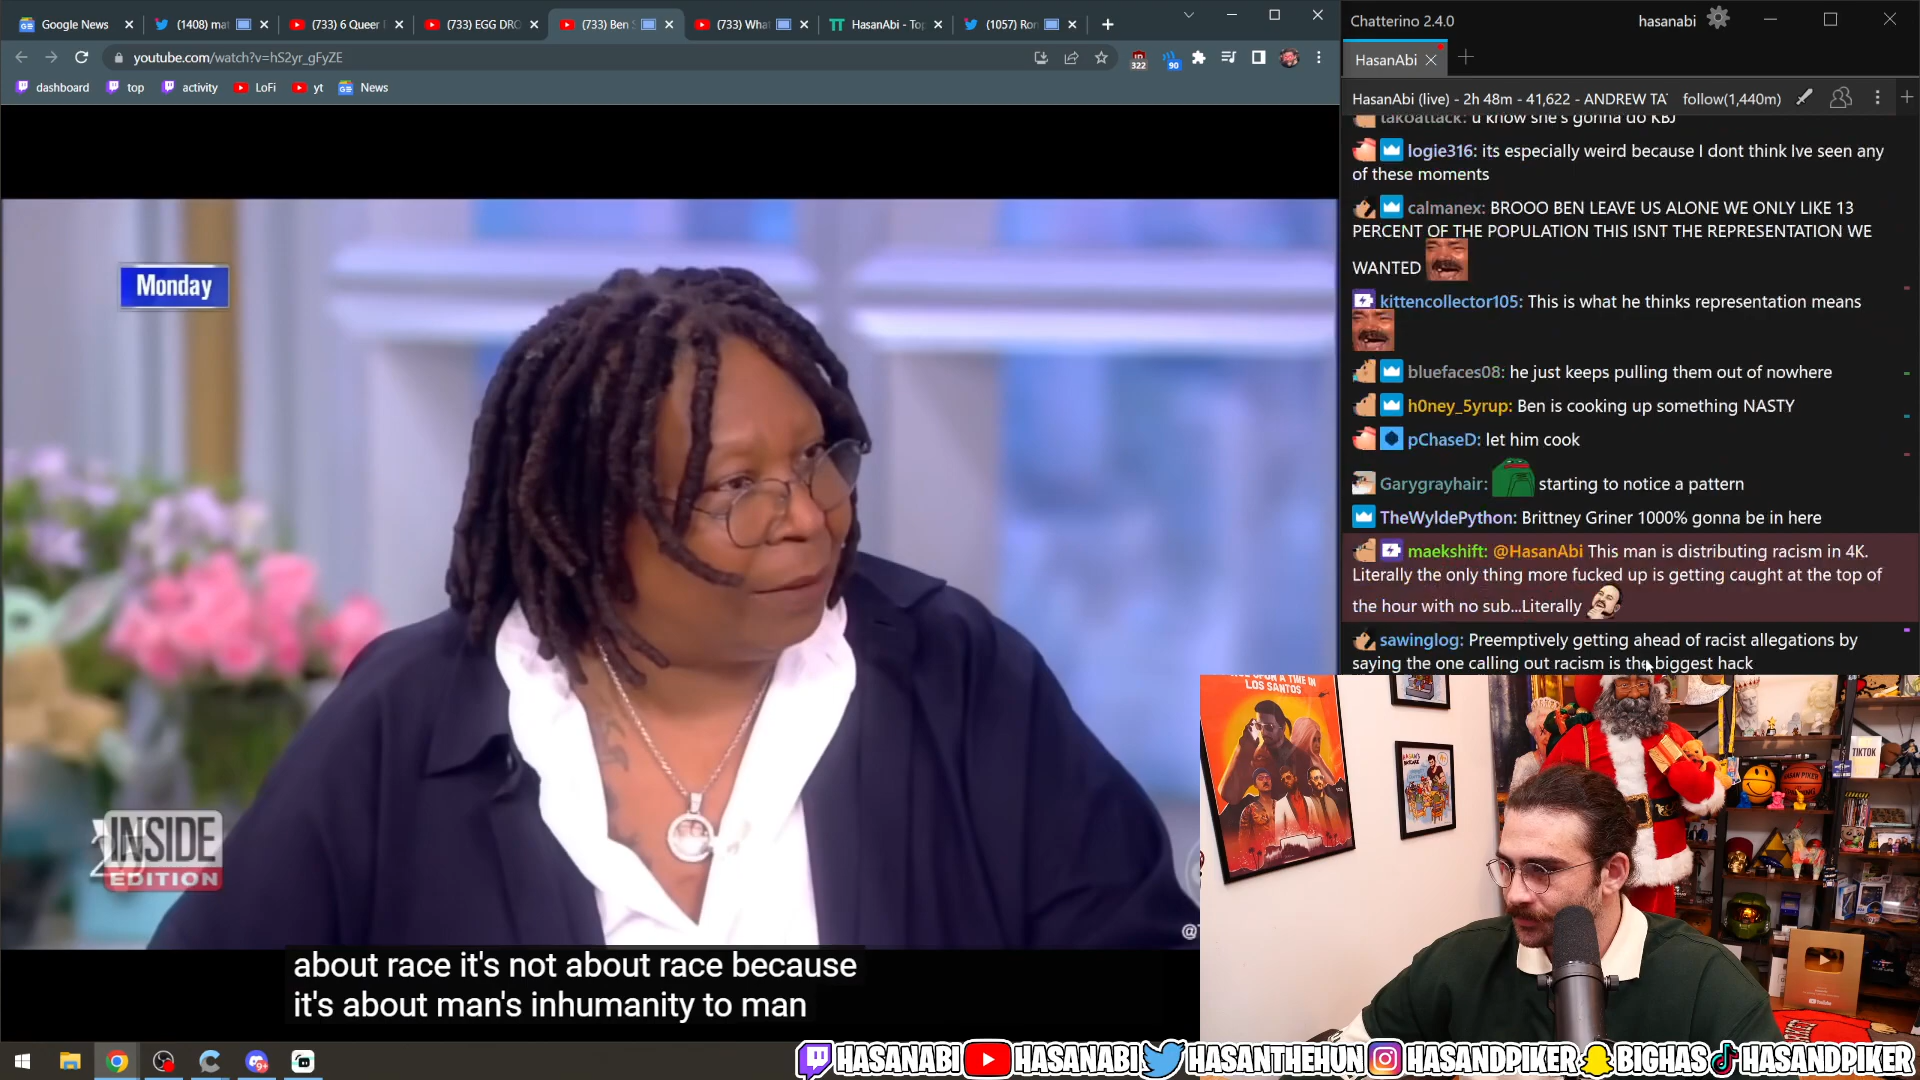 Google News
(1408) mat
(733) 6 Queer
(733) EGG DRO
(733) Ben S
(733) What
HasanAbi - Top
(1057) Ron
youtube.com/watch?v=hS2yr_gFyZE
322
90
dashboard
top
activity
LoFi
yt
News
Monday
INSIDE
EDITION
about race it's not about race because
it's about man's inhumanity to man
Chatterino 2.4.0
hasanabi
HasanAbi
HasanAbi (live) - 2h 48m - 41,622 - ANDREW TA
follow(1,440m)
takoattack: u know she's gonna do KBJ
logie316: its especially weird because I dont think Ive seen any
of these moments
calmanex: BROOO BEN LEAVE US ALONE WE ONLY LIKE 13
PERCENT OF THE POPULATION THIS ISNT THE REPRESENTATION WE
WANTED
kittencollector105: This is what he thinks representation means
bluefaces08: he just keeps pulling them out of nowhere
h0ney_5yrup: Ben is cooking up something NASTY
pChaseD: let him cook
Garygrayhair: starting to notice a pattern
TheWyldePython: Brittney Griner 1000% gonna be in here
maekshift: @HasanAbi This man is distributing racism in 4K.
Literally the only thing more fucked up is getting caught at the top of
the hour with no sub...Literally
sawinglog: Preemptively getting ahead of racist allegations by
saying the one calling out racism is the biggest hack
LOS SANTOS
TIKTOK
HASANABI HASANABI HASANTHEHUN HASANDPIKER BIGHAS HASANDPIKER